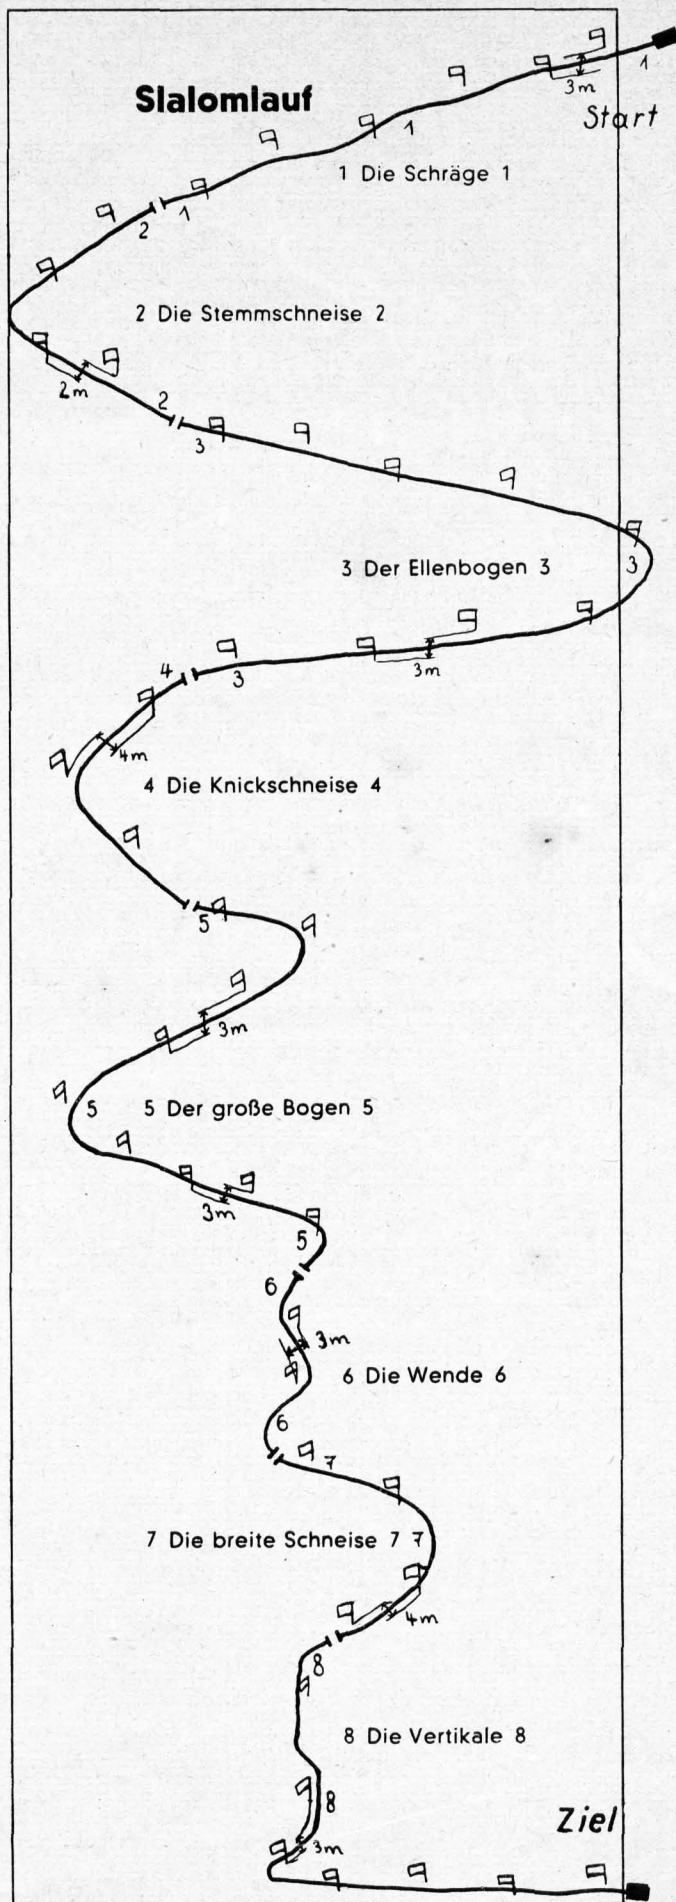 1
3m
Slalomlauf
Start
1
1 Die Schräge 1
1
2
2 Die Stemmschneise 2
2m
2
3
3 Der Ellenbogen 3
3
4
3
3m
4m
4 Die Knickschneise 4
5
3m
5
5 Der große Bogen 5
3m
5
6
3m
6 Die Wende 6
6
7
7 Die breite Schneise 7
7
4m
8
8 Die Vertikale 8
8
Ziel
3m